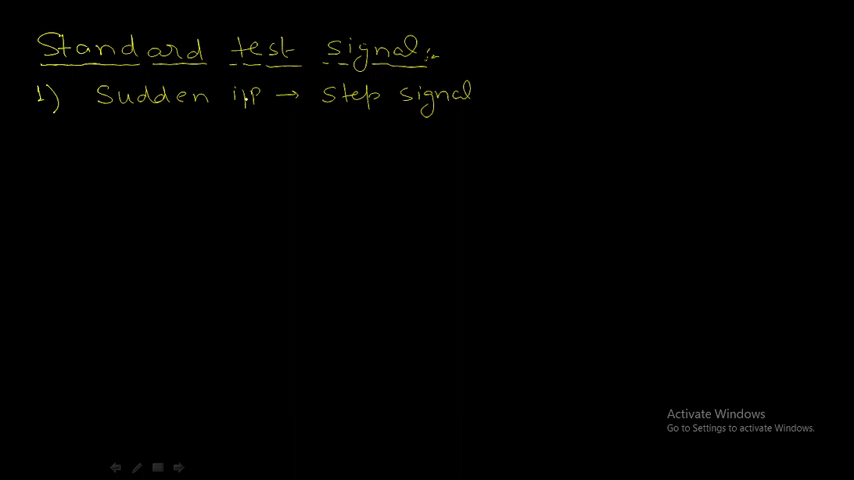 Standard test signal:-
1) Sudden i/p → step signal
Activate Windows
Go to Settings to activate Windows.